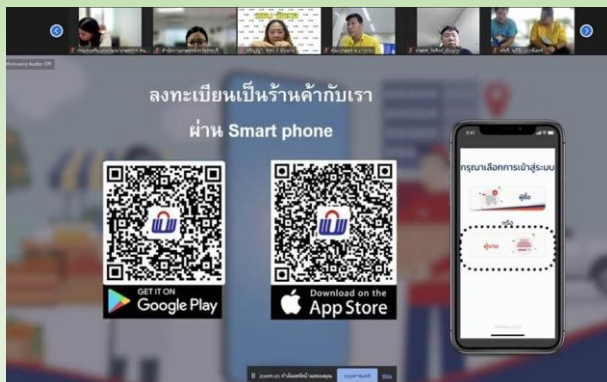 ลงทะเบียนเป็นร้านค้ากับเรา
ผ่าน Smart phone
GET IT ON
Google Play
Download on the
App Store
กรุณาเลือกการเข้าสู่ระบบ
ผู้ซื้อ
หรือ
ผู้ขาย